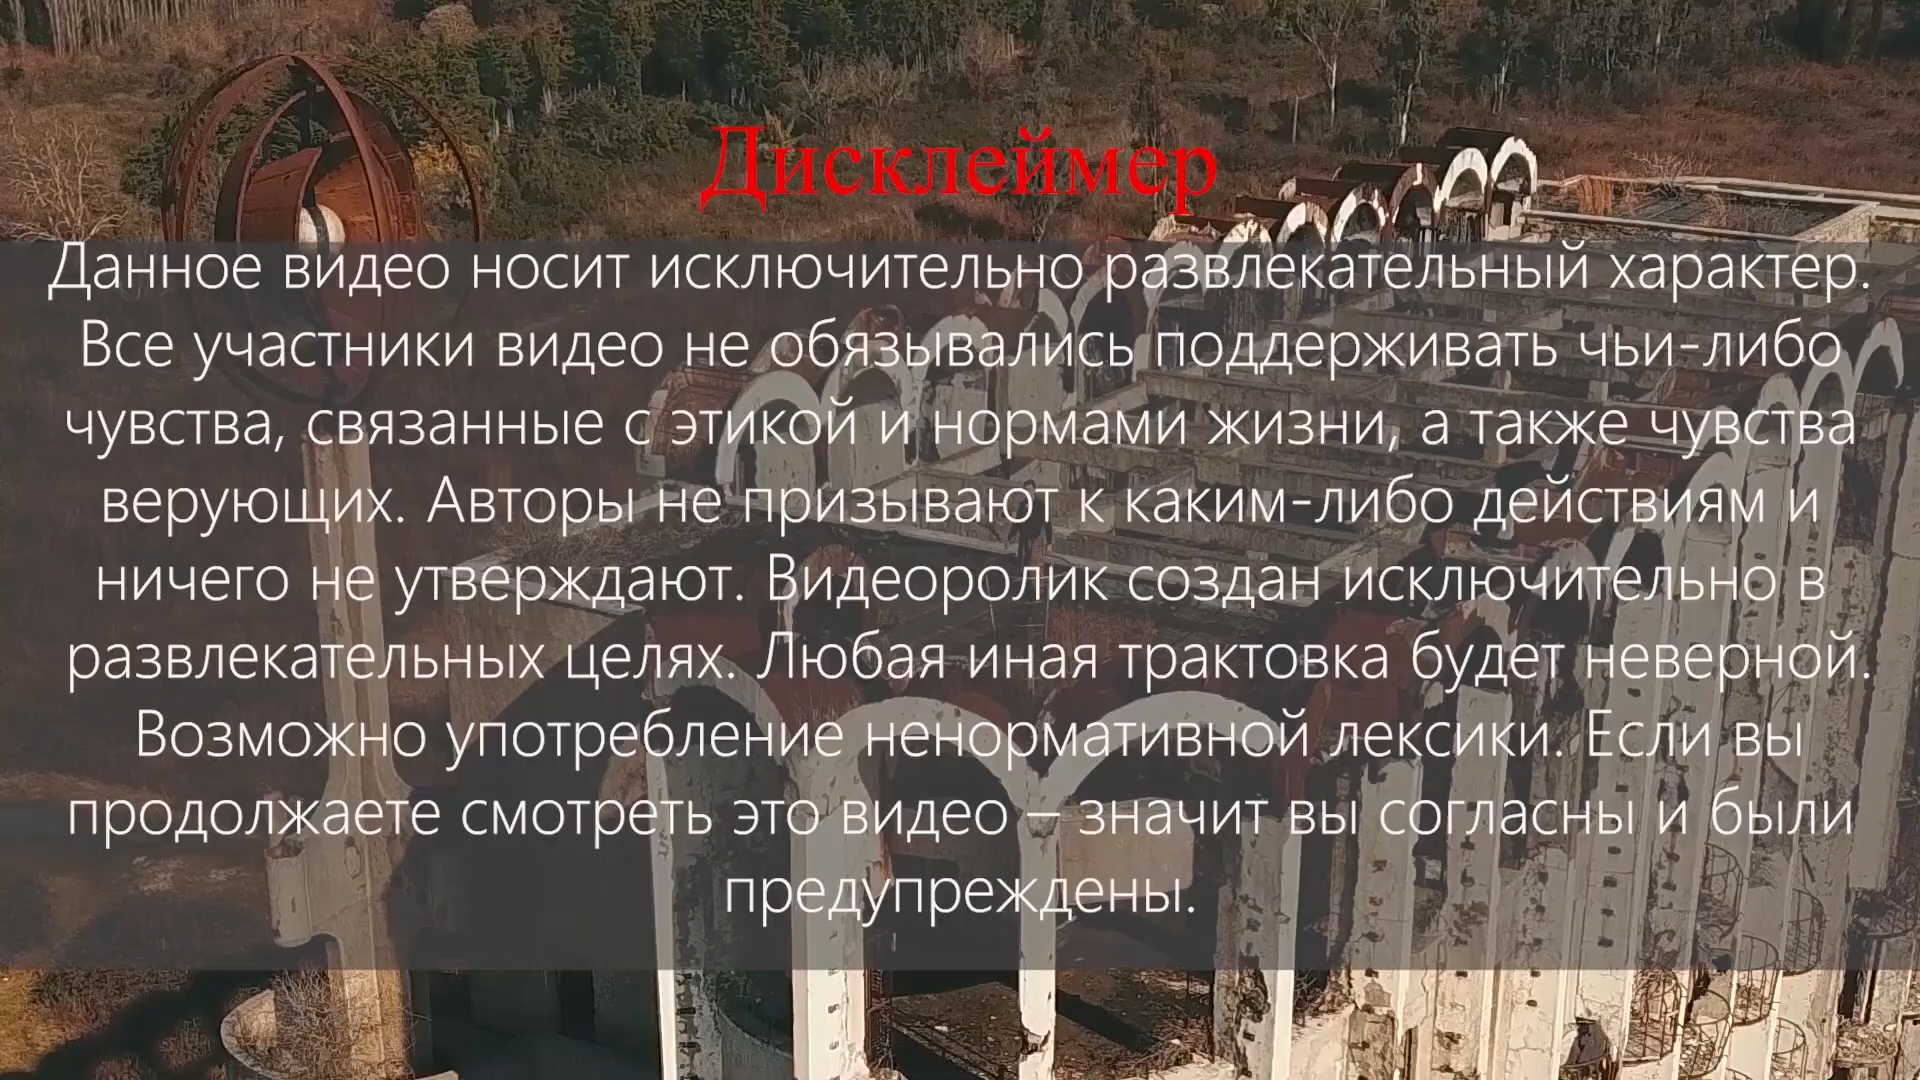 Дисклеймер
Данное видео носит исключительно развлекательный характер.
Все участники видео не обязывались поддерживать чьи-либо
чувства, связанные с этикой и нормами жизни, а также чувства
верующих. Авторы не призывают к каким-либо действиям и
ничего не утверждают. Видеоролик создан исключительно в
развлекательных целях. Любая иная трактовка будет неверной.
Возможно употребление ненормативной лексики. Если вы
продолжаете смотреть это видео – значит вы согласны и были
предупреждены.